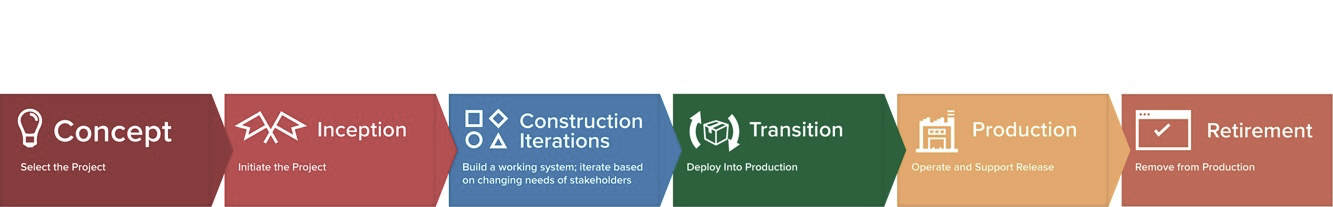 Concept
Select the Project
Inception
Initiate the Project
Construction
Iterations
Build a working system; iterate based
on changing needs of stakeholders
Transition
Deploy Into Production
Production
Operate and Support Release
Retirement
Remove from Production